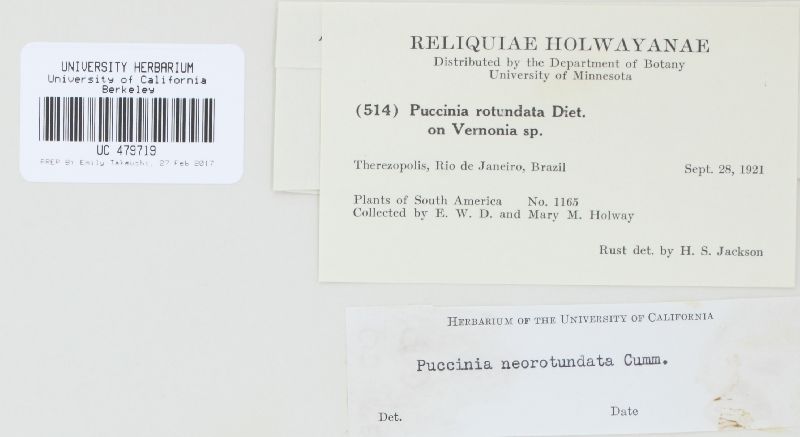 UNIVERSITY HERBARIUM
University of California
Berkeley
UC 479719
PREP By Emily Takeuchi, 27 Feb 2017
RELIQUIAE HOLWAYANAE
Distributed by the Department of Botany
University of Minnesota
(514) Puccinia rotundata Diet.
on Vernonia sp.
Therezopolis, Rio de Janeiro, Brazil Sept. 28, 1921
Plants of South America No. 1165
Collected by E. W. D. and Mary M. Holway
Rust det. by H. S. Jackson
HERBARIUM OF THE UNIVERSITY OF CALIFORNIA
Puccinia neorotundata Cumm.
Det. Date